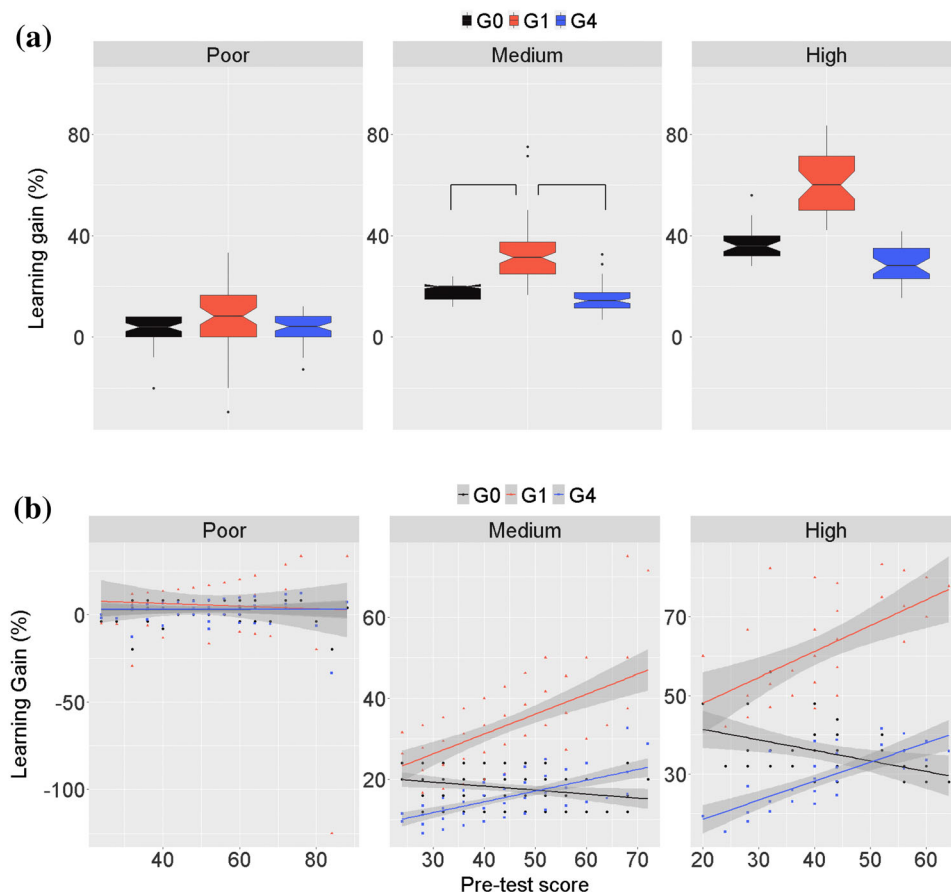 (a)
G0 G1 G4
Poor Medium High
Learning gain (%)
80 80 80
40 40 40
0 0 0
(b)
G0 G1 G4
Poor Medium High
Learning Gain (%)
0
-50
-100
60
40
20
70
50
30
40 60 80 30 40 50 60 70 20 30 40 50 60
Pre-test score